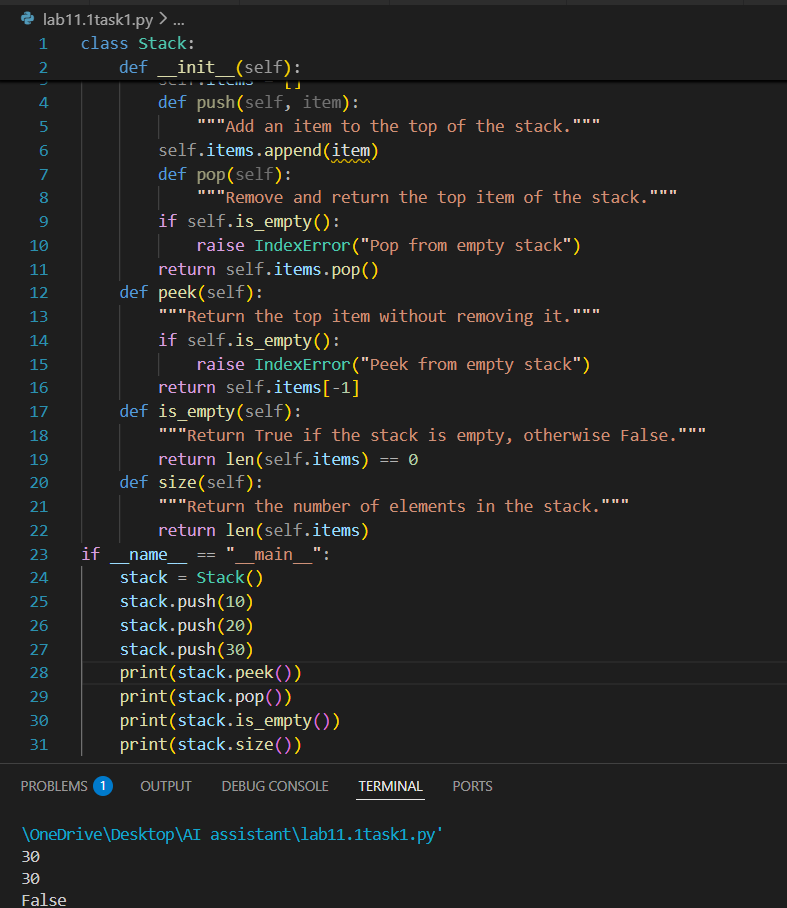 lab11.1task1.py > ...
1 class Stack:
2     def __init__(self):
3         self.items = []
4         def push(self, item):
5             """Add an item to the top of the stack."""
6         self.items.append(item)
7         def pop(self):
8             """Remove and return the top item of the stack."""
9         if self.is_empty():
10             raise IndexError("Pop from empty stack")
11         return self.items.pop()
12     def peek(self):
13         """Return the top item without removing it."""
14         if self.is_empty():
15             raise IndexError("Peek from empty stack")
16         return self.items[-1]
17     def is_empty(self):
18         """Return True if the stack is empty, otherwise False."""
19         return len(self.items) == 0
20     def size(self):
21         """Return the number of elements in the stack."""
22         return len(self.items)
23 if __name__ == "__main__":
24     stack = Stack()
25     stack.push(10)
26     stack.push(20)
27     stack.push(30)
28     print(stack.peek())
29     print(stack.pop())
30     print(stack.is_empty())
31     print(stack.size())
PROBLEMS 1 OUTPUT DEBUG CONSOLE TERMINAL PORTS
\OneDrive\Desktop\AI assistant\lab11.1task1.py'
30
30
False